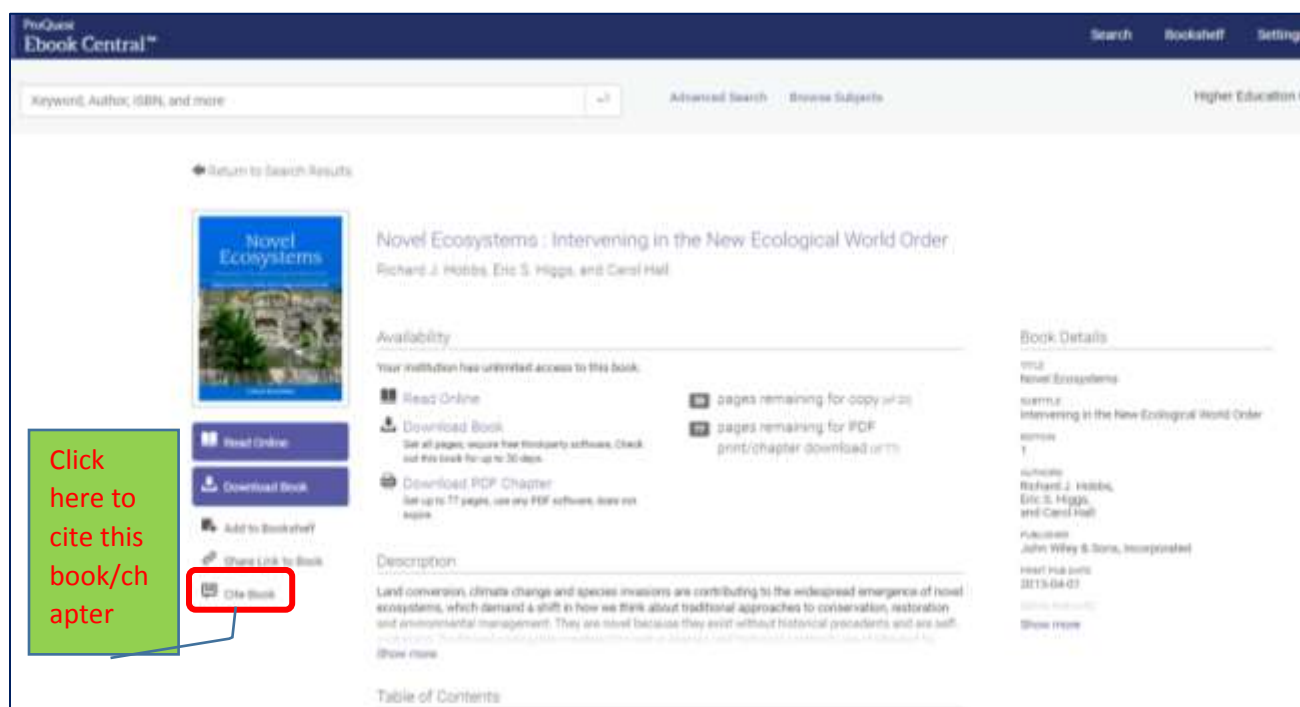 ProQuest
Ebook Central™
Search Bookshelf Setting
Keyword, Author, ISBN, and more
Advanced Search Browse Subjects
Higher Education
Return to Search Results
Novel
Ecosystems
Novel Ecosystems : Intervening in the New Ecological World Order
Richard J. Hobbs, Eric S. Higgs, and Carol Hall
Availability
Your institution has unlimited access to this book.
Read Online
Download Book
Get all pages, require free third-party software. Check
out this book for up to 30 days.
Download PDF Chapter
Get up to 77 pages, use any PDF software, does not
expire.
pages remaining for copy
pages remaining for PDF
print/chapter download
Read Online
Download Book
Add to Bookshelf
Share Link to Book
Cite Book
Click
here to
cite this
book/ch
apter
Description
Land conversion, climate change and species invasions are contributing to the widespread emergence of novel
ecosystems, which demand a shift in how we think about traditional approaches to conservation, restoration
and environmental management. They are novel because they exist without historical precedents and are self-
Show more
Table of Contents
Book Details
TITLE
Novel Ecosystems
SUBTITLE
Intervening in the New Ecological World Order
EDITION
1
AUTHORS
Richard J. Hobbs,
Eric S. Higgs,
and Carol Hall
PUBLISHER
John Wiley & Sons, Incorporated
PRINT PUB DATE
2013-04-01
Show more